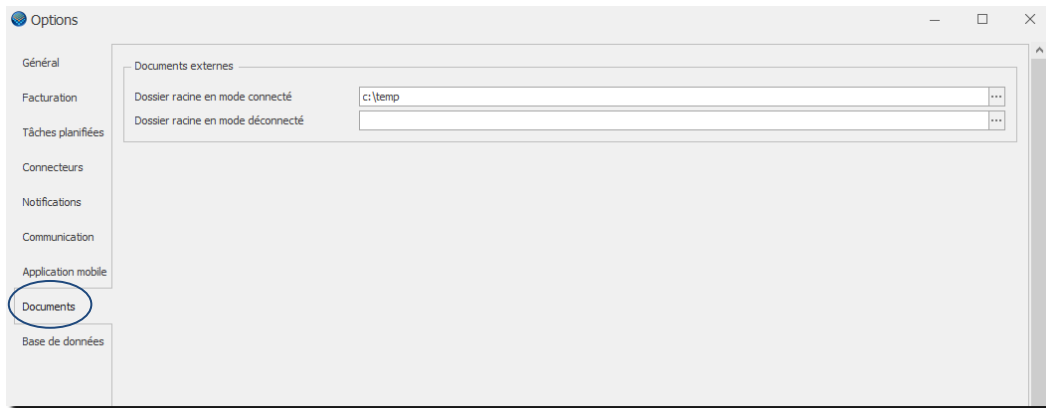 Options
Général
Facturation
Tâches planifiées
Connecteurs
Notifications
Communication
Application mobile
Documents
Base de données
Documents externes
Dossier racine en mode connecté c:\temp ...
Dossier racine en mode déconnecté ...